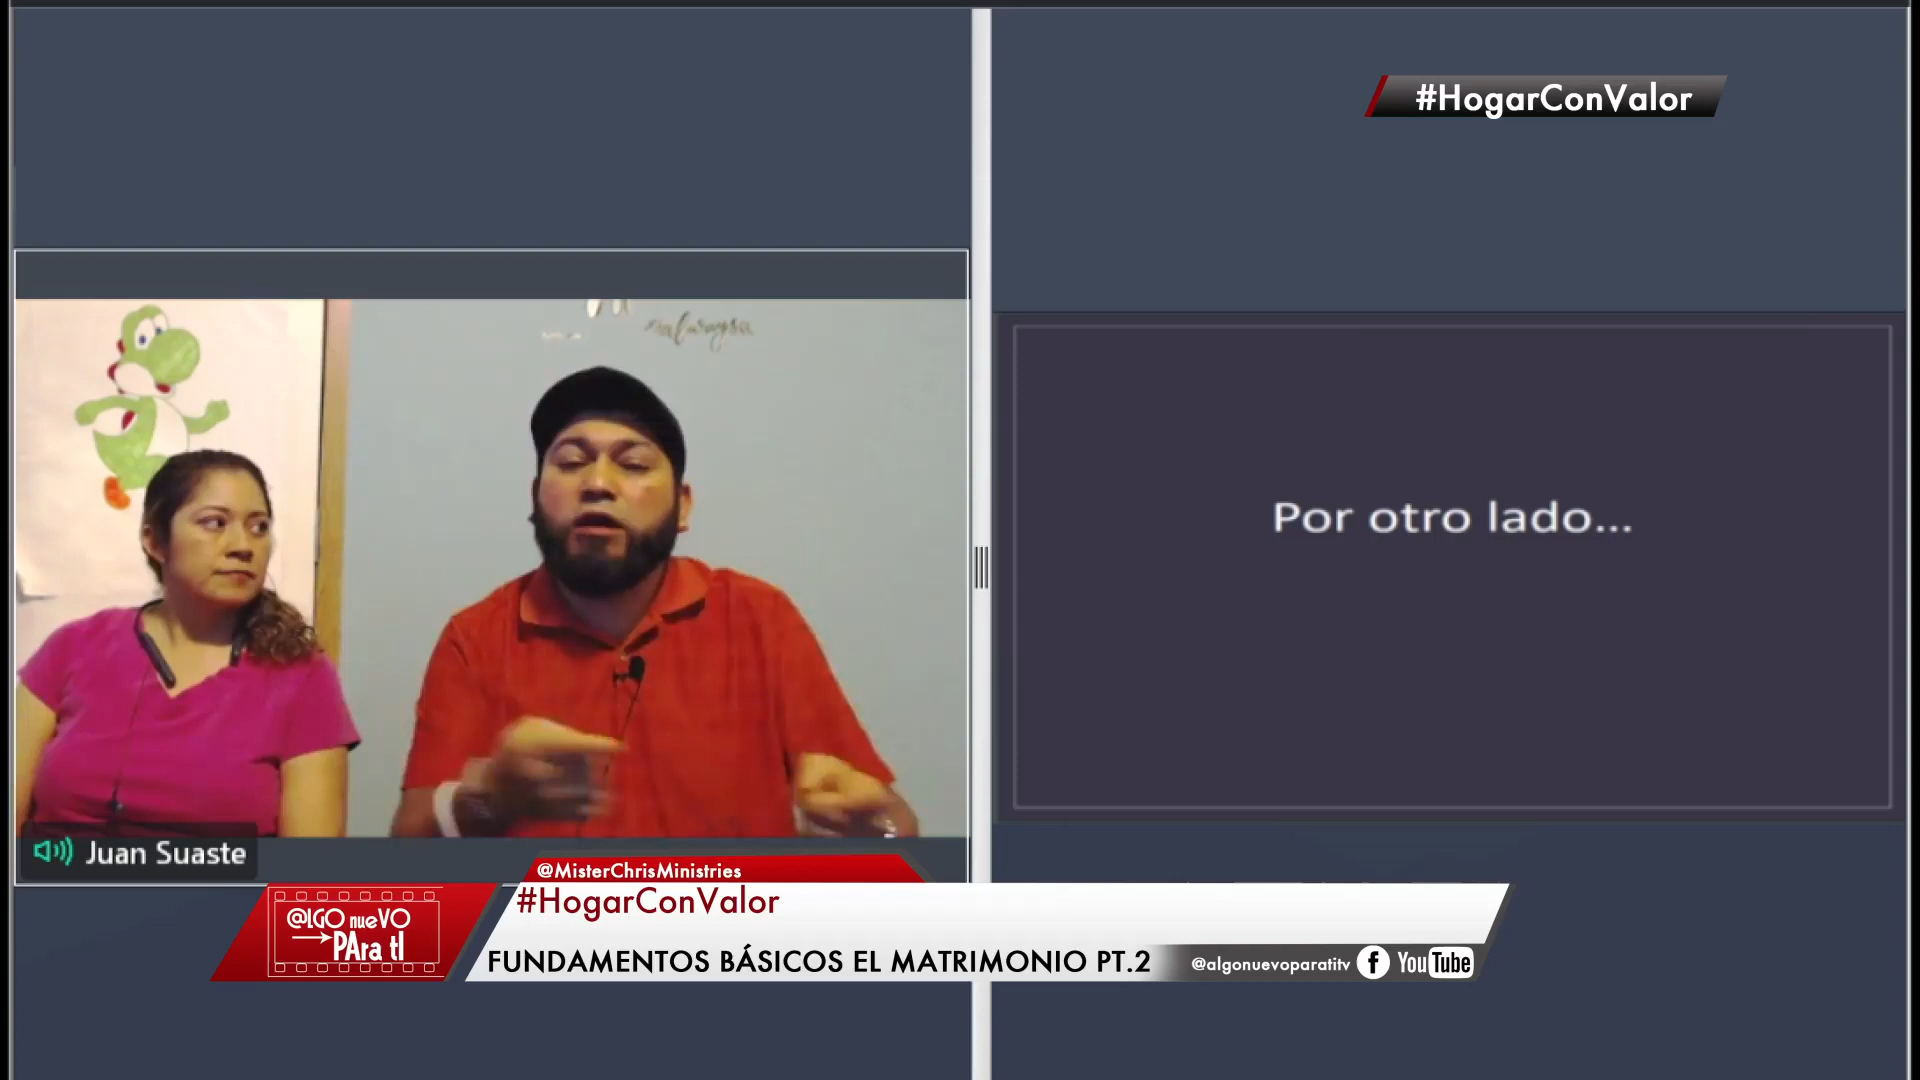 #HogarConValor
Por otro lado...
Juan Suaste
@MisterChrisMinistries
#HogarConValor
@LGO nueVO
PAra tI
FUNDAMENTOS BÁSICOS EL MATRIMONIO PT.2
@algonuevoparatitv f YouTube